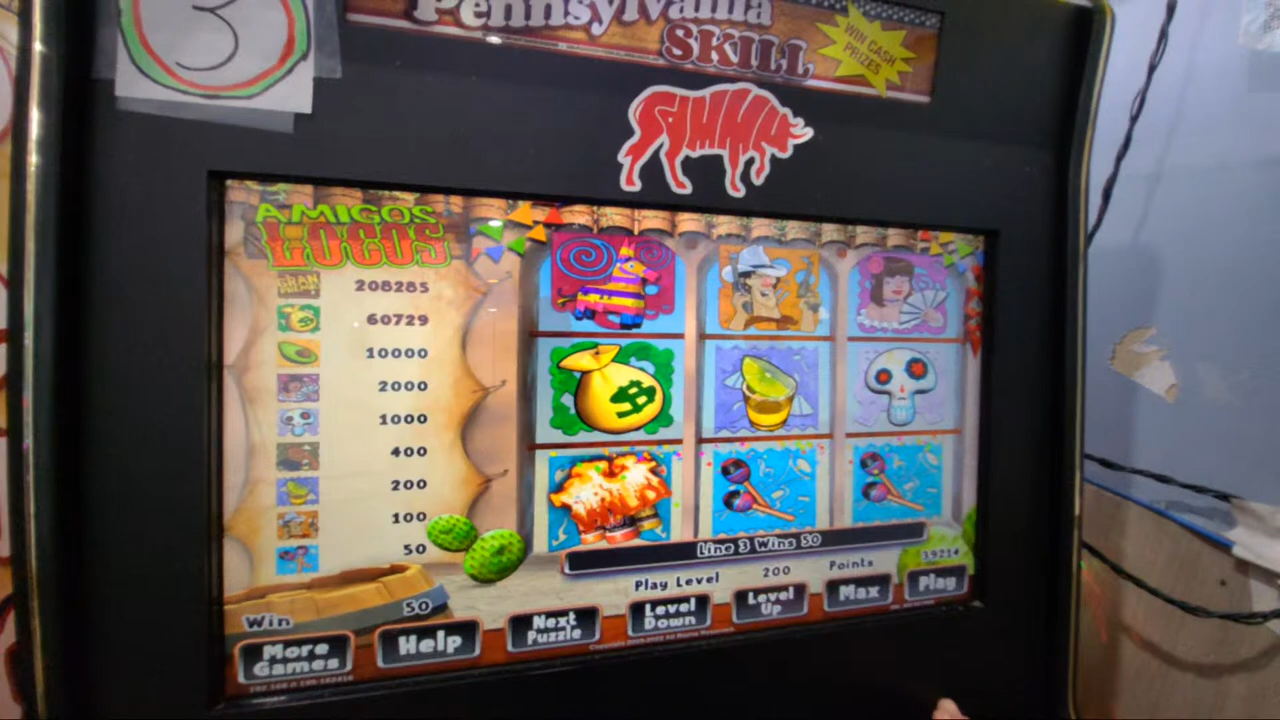 3
Pennsylvania
SKILL
WIN CASH
PRIZES
SAMMY
AMIGOS
LOCOS
208285
60729
10000
2000
1000
400
200
100
50
Line 3 Wins 50
Play Level 200 Points 39214
Win 50
More
Games
Help
Next
Puzzle
Level
Down
Level
Up
Max
Play